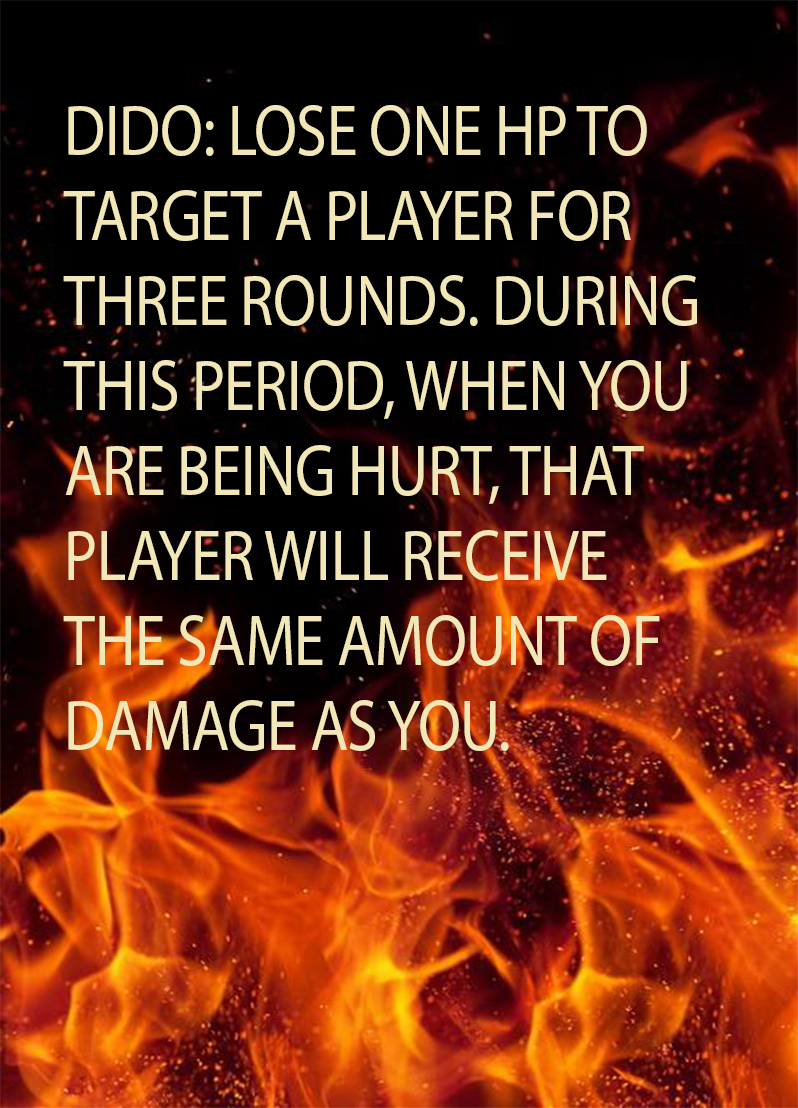 DIDO: LOSE ONE HP TO
TARGET A PLAYER FOR
THREE ROUNDS. DURING
THIS PERIOD, WHEN YOU
ARE BEING HURT, THAT
PLAYER WILL RECEIVE
THE SAME AMOUNT OF
DAMAGE AS YOU.